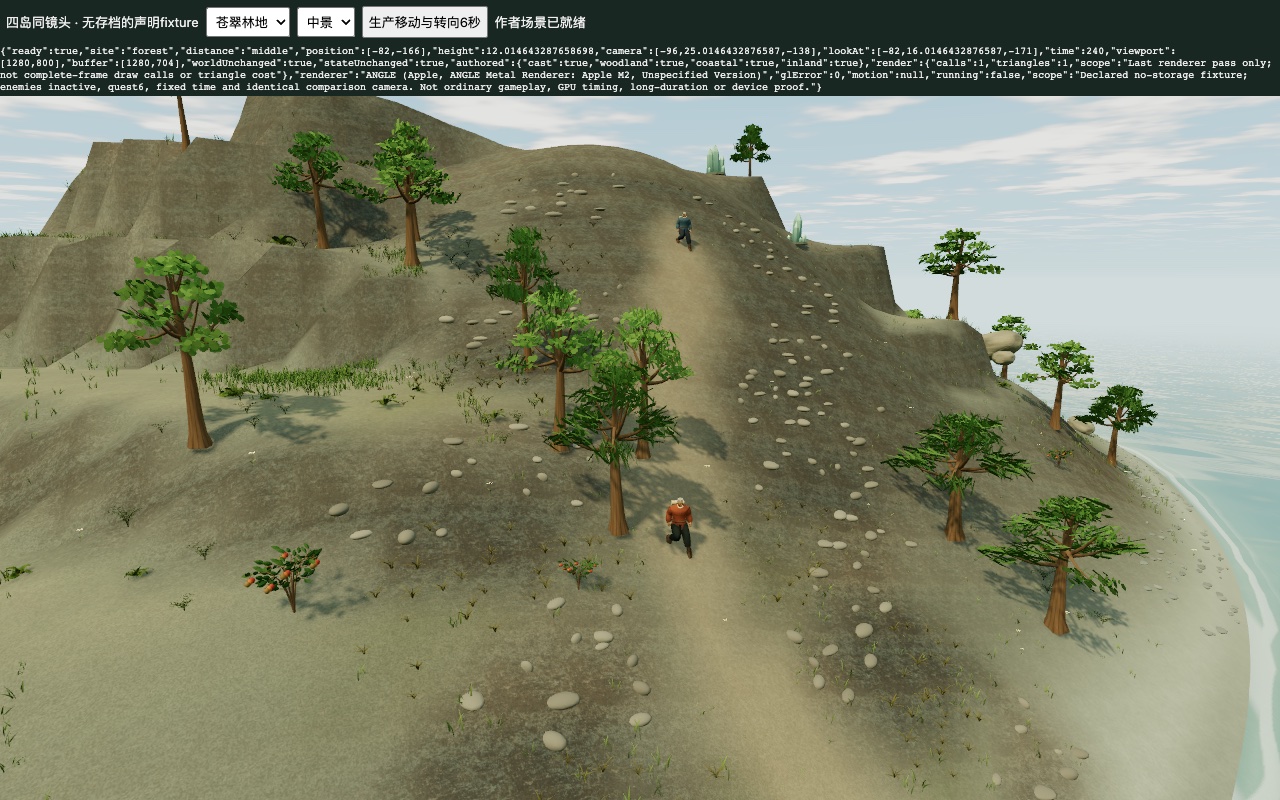 四岛同镜头 · 无存档的声明fixture 苍翠林地 中景 生产移动与转向6秒 作者场景已就绪
{"ready":true,"site":"forest","distance":"middle","position":[-82,-166],"height":12.014643287658698,"camera":[-96,25.0146432876587,-138],"lookAt":[-82,16.0146432876587,-171],"time":240,"viewport":
[1280,800],"buffer":[1280,704],"worldUnchanged":true,"stateUnchanged":true,"authored":{"cast":true,"woodland":true,"coastal":true,"inland":true},"render":{"calls":1,"triangles":1,"scope":"Last renderer pass only;
not complete-frame draw calls or triangle cost"},"renderer":"ANGLE (Apple, ANGLE Metal Renderer: Apple M2, Unspecified Version)","glError":0,"motion":null,"running":false,"scope":"Declared no-storage fixture;
enemies inactive, quest6, fixed time and identical comparison camera. Not ordinary gameplay, GPU timing, long-duration or device proof."}